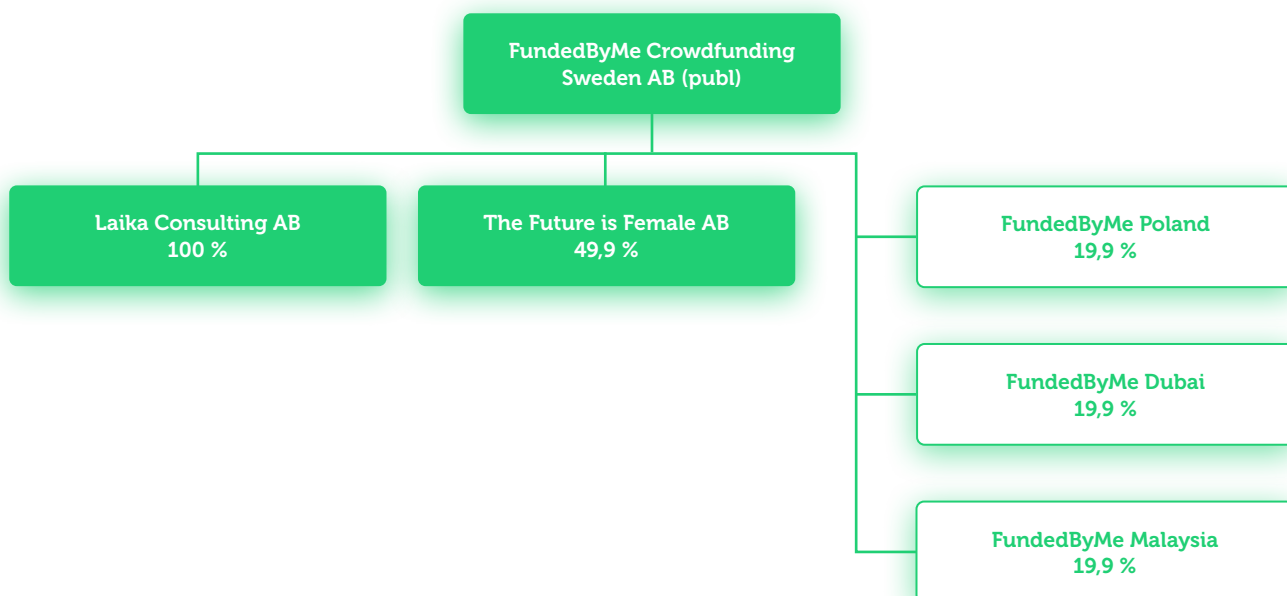 FundedByMe Crowdfunding
Sweden AB (publ)
Laika Consulting AB
100 %
The Future is Female AB
49,9 %
FundedByMe Poland
19,9 %
FundedByMe Dubai
19,9 %
FundedByMe Malaysia
19,9 %